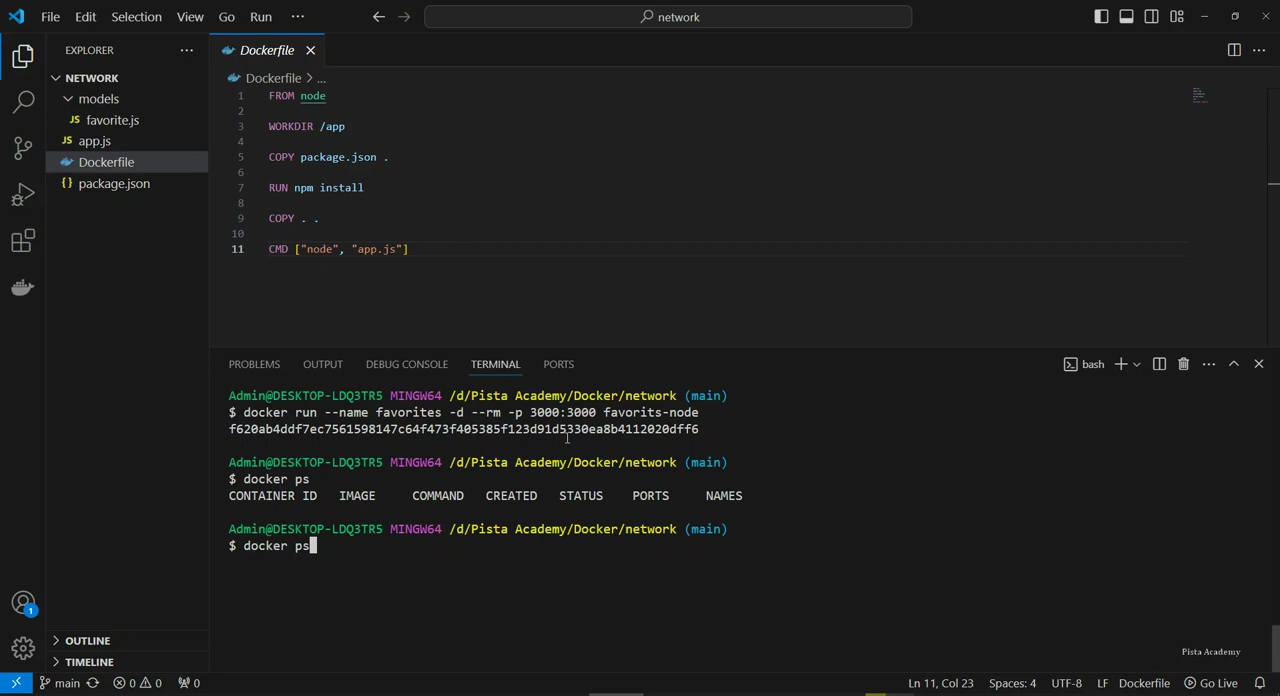 File Edit Selection View Go Run ··· network
EXPLORER ···
NETWORK
models
JS favorite.js
JS app.js
Dockerfile
{} package.json
OUTLINE
TIMELINE
Dockerfile
Dockerfile > ...
1 FROM node
2
3 WORKDIR /app
4
5 COPY package.json .
6
7 RUN npm install
8
9 COPY . .
10
11 CMD ["node", "app.js"]
PROBLEMS OUTPUT DEBUG CONSOLE TERMINAL PORTS bash
Admin@DESKTOP-LDQ3TR5 MINGW64 /d/Pista Academy/Docker/network (main)
$ docker run --name favorites -d --rm -p 3000:3000 favorits-node
f620ab4ddf7ec7561598147c64f473f405385f123d91d5330ea8b4112020dff6
Admin@DESKTOP-LDQ3TR5 MINGW64 /d/Pista Academy/Docker/network (main)
$ docker ps
CONTAINER ID IMAGE COMMAND CREATED STATUS PORTS NAMES
Admin@DESKTOP-LDQ3TR5 MINGW64 /d/Pista Academy/Docker/network (main)
$ docker ps
Pista Academy
1
main 0 0 0 Ln 11, Col 23 Spaces: 4 UTF-8 LF Dockerfile Go Live